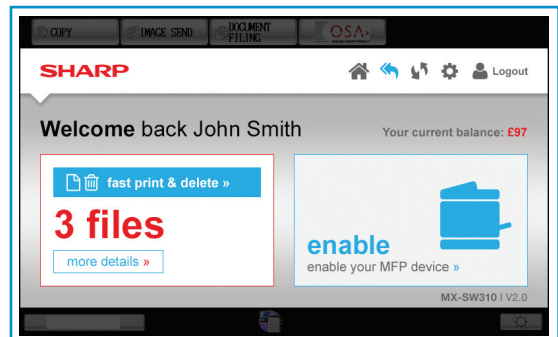 COPY
IMAGE SEND
DOCUMENT
FILING
OSA
SHARP
Logout
Welcome back John Smith
Your current balance: £97
fast print & delete »
3 files
more details »
enable
enable your MFP device »
MX-SW310 | V2.0